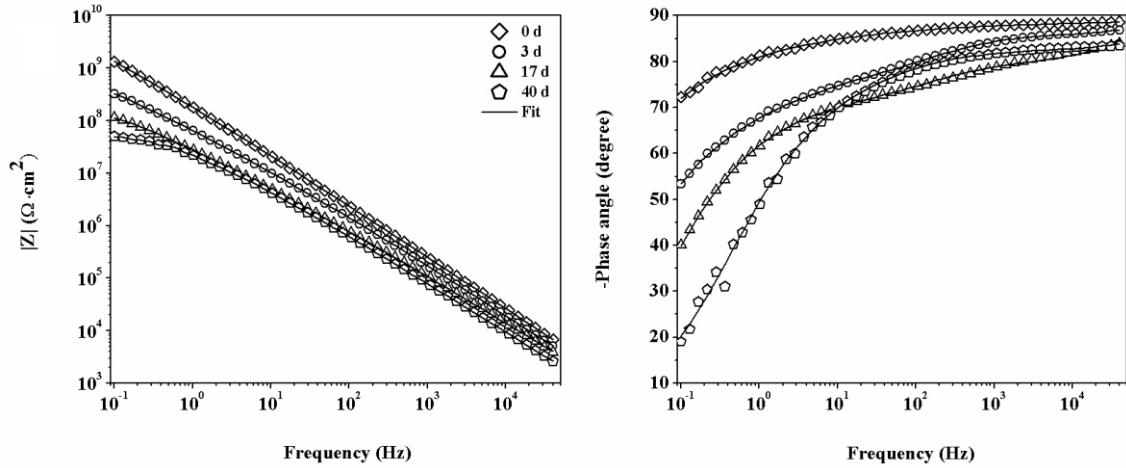 10^10
10^9
10^8
10^7
10^6
10^5
10^4
10^3
|Z| (Ω·cm^2)
0 d
3 d
17 d
40 d
Fit
10^-1 10^0 10^1 10^2 10^3 10^4
Frequency (Hz)
90
80
70
60
50
40
30
20
10
-Phase angle (degree)
10^-1 10^0 10^1 10^2 10^3 10^4
Frequency (Hz)